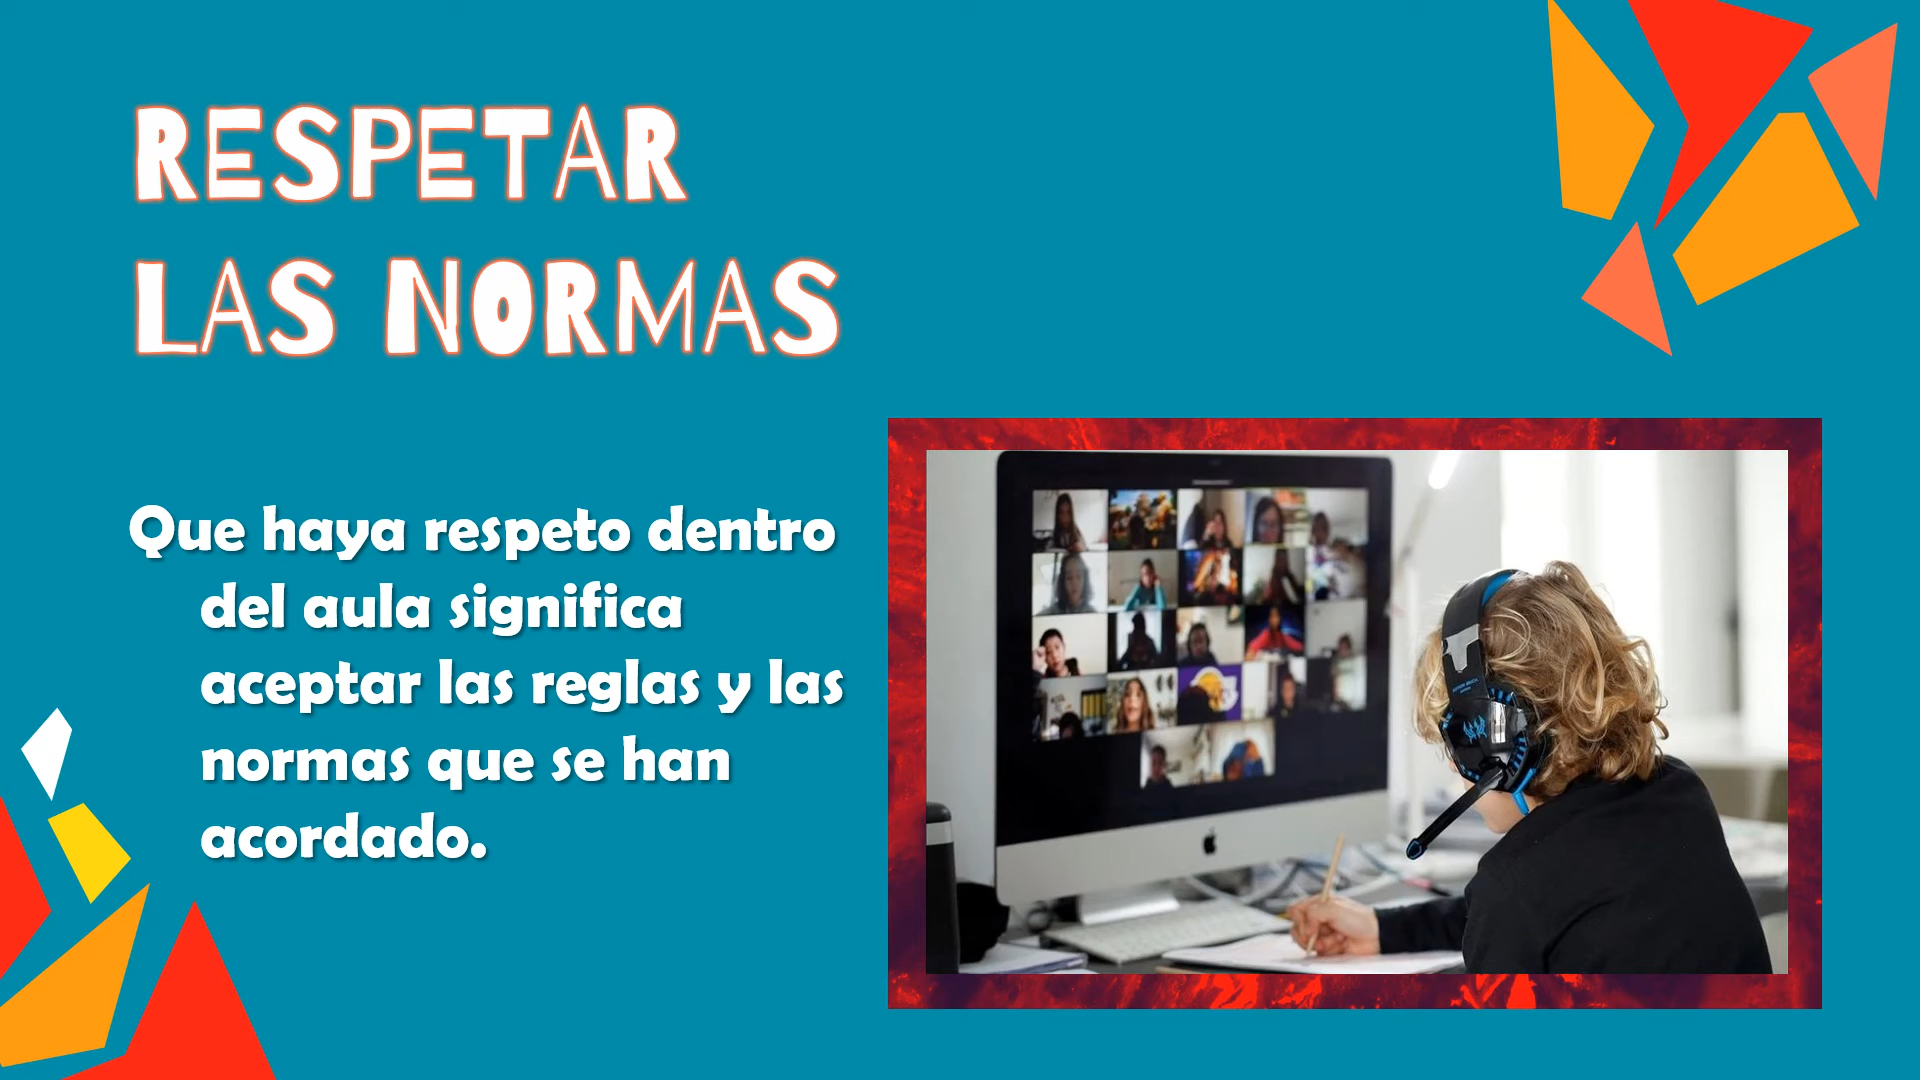 RESPETAR
LAS NORMAS
Que haya respeto dentro
del aula significa
aceptar las reglas y las
normas que se han
acordado.